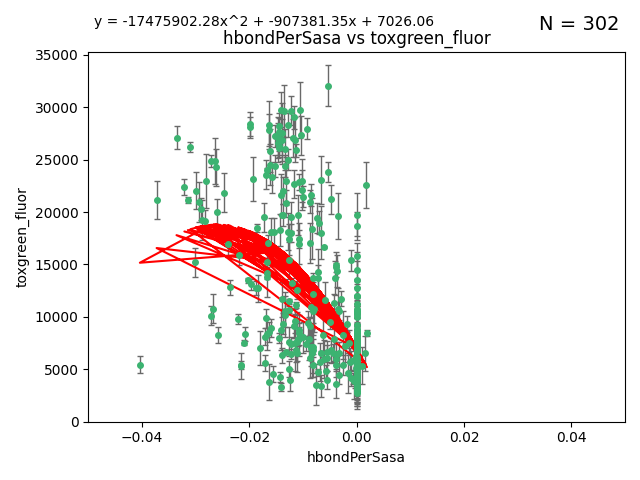 y = -17475902.28x^2 + -907381.35x + 7026.06
N = 302
hbondPerSasa vs toxgreen_fluor
toxgreen_fluor
35000
30000
25000
20000
15000
10000
5000
0
−0.04
−0.02
0.00
0.02
0.04
hbondPerSasa